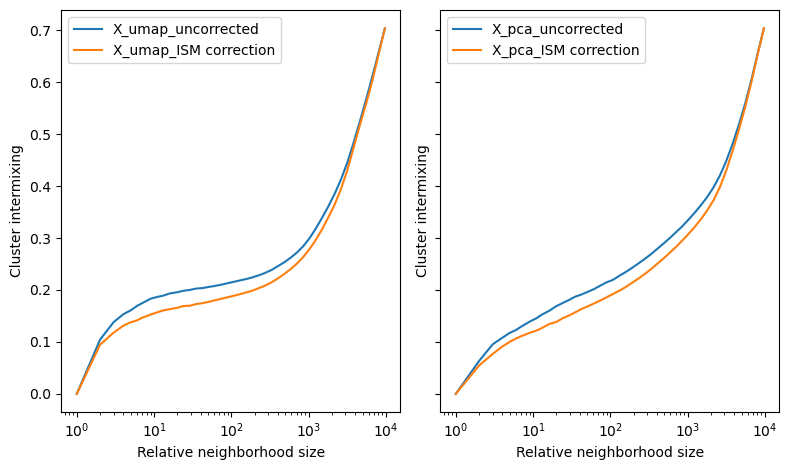 X_umap_uncorrected
X_umap_ISM correction
Cluster intermixing
0.7
0.6
0.5
0.4
0.3
0.2
0.1
0.0
10^0
10^1
10^2
10^3
10^4
Relative neighborhood size
X_pca_uncorrected
X_pca_ISM correction
Cluster intermixing
10^0
10^1
10^2
10^3
10^4
Relative neighborhood size